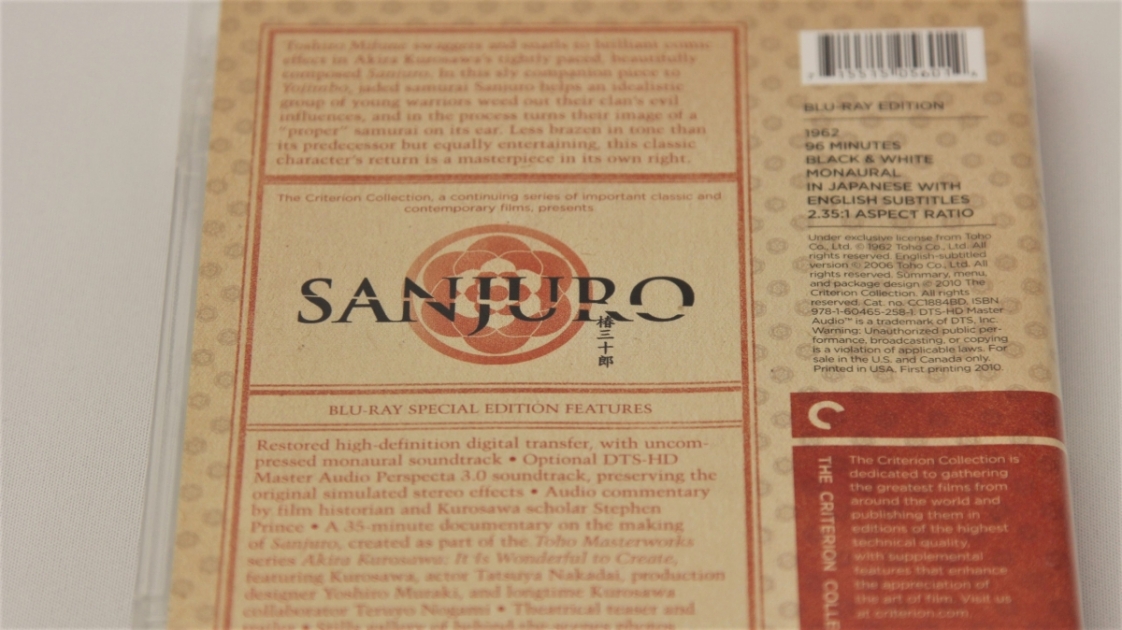 Toshiro Mifune swaggers and snarls to brilliant comic
effect in Akira Kurosawa's tightly paced, beautifully
composed Sanjuro. In this sly companion piece to
Yojimbo, jaded samurai Sanjuro helps an idealistic
group of young warriors weed out their clan's evil
influences, and in the process turns their image of a
"proper" samurai on its ear. Less brazen in tone than
its predecessor but equally entertaining, this classic
character's return is a masterpiece in its own right.
The Criterion Collection, a continuing series of important classic and
contemporary films, presents
SANJURO
椿三十郎
BLU-RAY SPECIAL EDITION FEATURES
Restored high-definition digital transfer, with uncom-
pressed monaural soundtrack • Optional DTS-HD
Master Audio Perspecta 3.0 soundtrack, preserving the
original simulated stereo effects • Audio commentary
by film historian and Kurosawa scholar Stephen
Prince • A 35-minute documentary on the making
of Sanjuro, created as part of the Toho Masterworks
series Akira Kurosawa: It Is Wonderful to Create,
featuring Kurosawa, actor Tatsuya Nakadai, production
designer Yoshiro Muraki, and longtime Kurosawa
collaborator Teruyo Nogami • Theatrical teaser and
trailer • Stills gallery of behind-the-scenes photos
BLU-RAY EDITION
1962
96 MINUTES
BLACK & WHITE
MONAURAL
IN JAPANESE WITH
ENGLISH SUBTITLES
2.35:1 ASPECT RATIO
Under exclusive license from Toho
Co., Ltd. © 1962 Toho Co., Ltd. All
rights reserved. English-subtitled
version © 2006 Toho Co., Ltd. All
rights reserved. Summary, menu,
and package design © 2010 The
Criterion Collection. All rights
reserved. Cat. no. CC1884BD. ISBN
978-1-60465-258-1. DTS-HD Master
Audio™ is a trademark of DTS, Inc.
Warning: Unauthorized public per-
formance, broadcasting, or copying
is a violation of applicable laws. For
sale in the U.S. and Canada only.
Printed in USA. First printing 2010.
THE CRITERION COLLE
The Criterion Collection is
dedicated to gathering
the greatest films from
around the world and
publishing them in
editions of the highest
technical quality,
with supplemental
features that enhance
the appreciation of
the art of film. Visit us
at criterion.com.